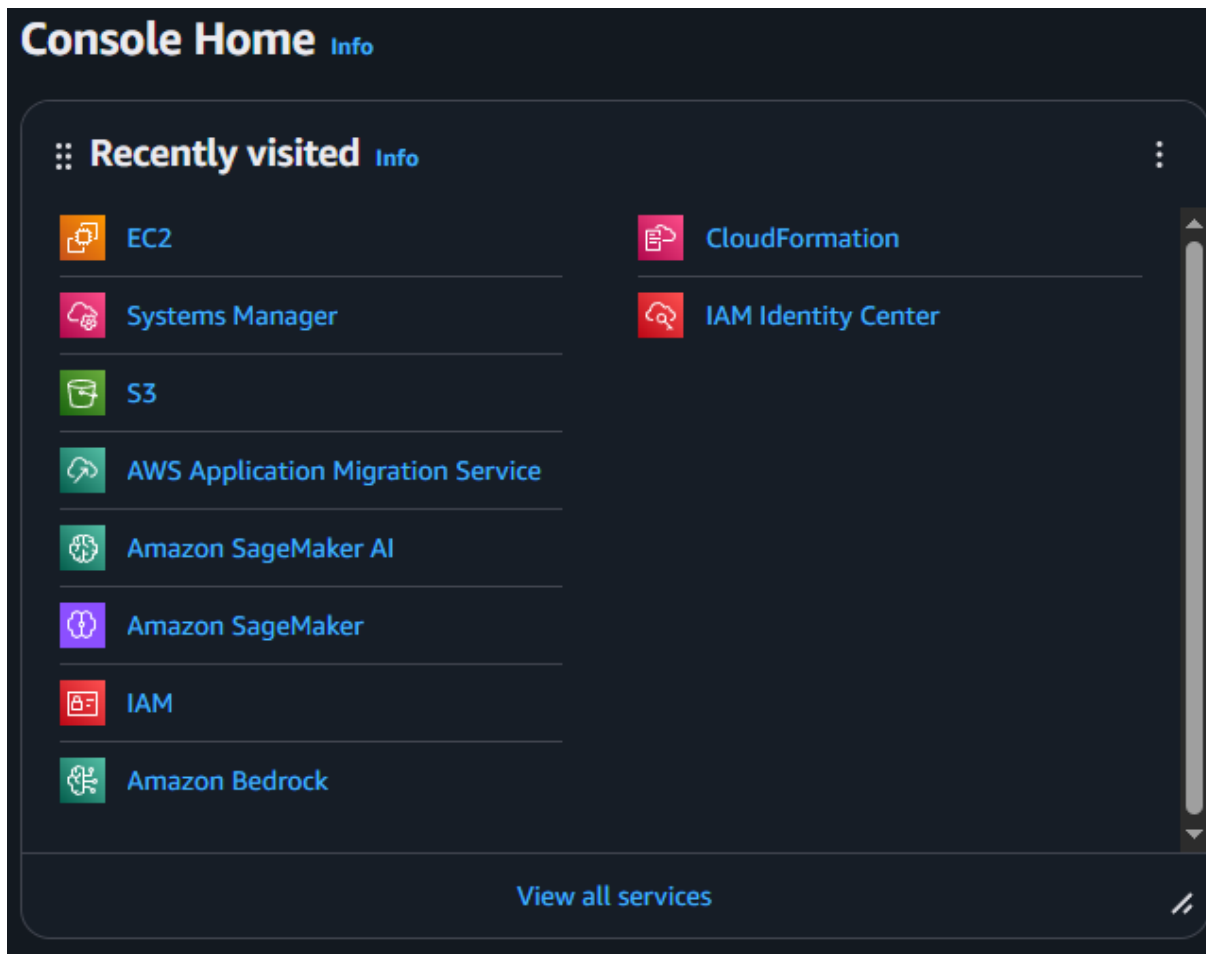 Console Home Info
Recently visited Info
EC2
Systems Manager
S3
AWS Application Migration Service
Amazon SageMaker AI
Amazon SageMaker
IAM
Amazon Bedrock
CloudFormation
IAM Identity Center
View all services